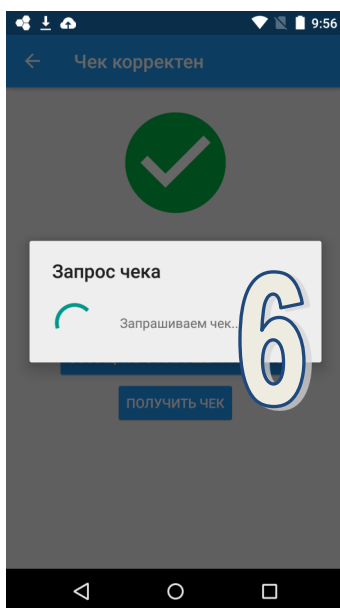 9:56
Чек корректен
Запрос чека
Запрашиваем чек..
6
ПОЛУЧИТЬ ЧЕК